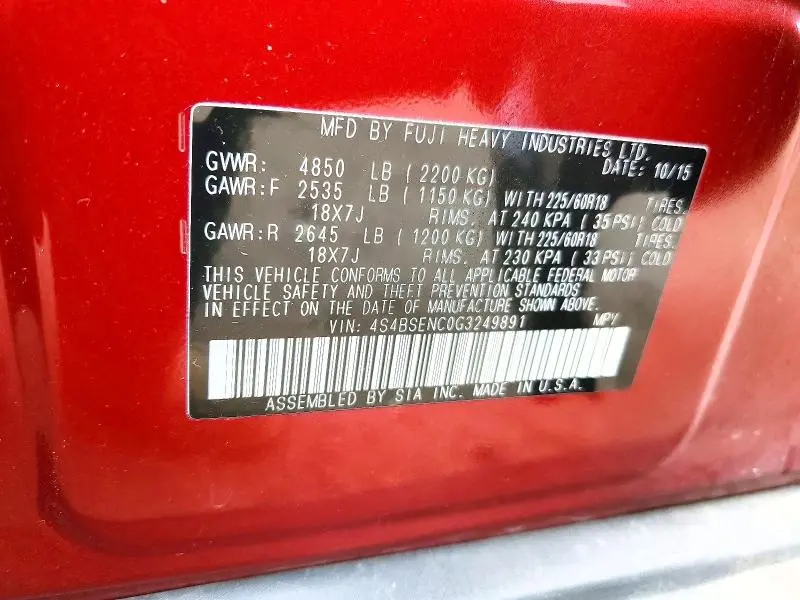 MFD BY FUJI HEAVY INDUSTRIES LTD.
DATE: 10/15
GVWR: 4850 LB (2200 KG)
GAWR:F 2535 LB (1150 KG) WITH 225/60R18 TIRES.
18X7J RIMS. AT 240 KPA (35PSI) COLD
GAWR:R 2645 LB (1200 KG) WITH 225/60R18 TIRES.
18X7J RIMS. AT 230 KPA (33PSI) COLD
THIS VEHICLE CONFORMS TO ALL APPLICABLE FEDERAL MOTOR
VEHICLE SAFETY AND THEFT PREVENTION STANDARDS
IN EFFECT ON THE DATE OF MANUFACTURE SHOWN ABOVE.
VIN: 4S4BSENC0G3249891 MPV
ASSEMBLED BY SIA INC. MADE IN U.S.A.